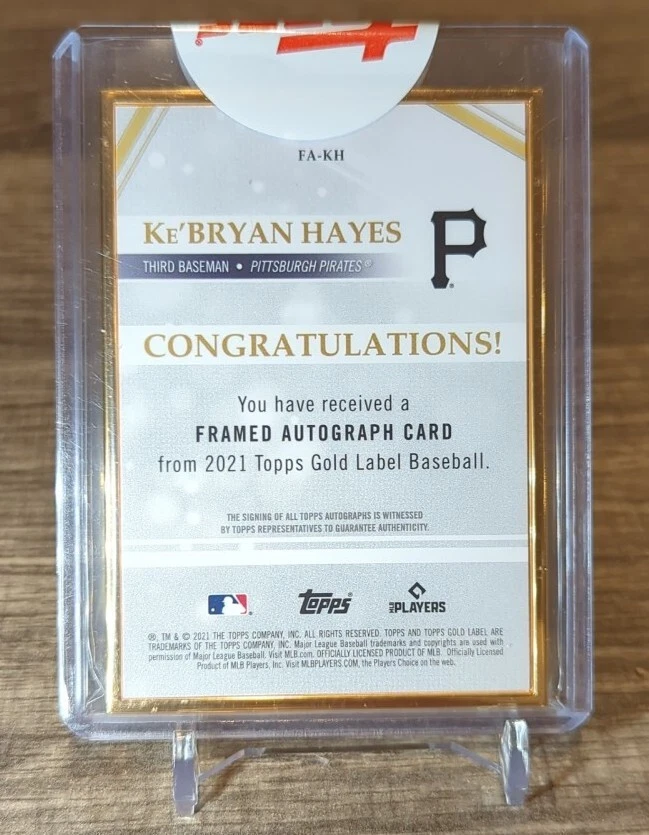 FA-KH
KE'BRYAN HAYES
THIRD BASEMAN • PITTSBURGH PIRATES®
P
CONGRATULATIONS!
You have received a
FRAMED AUTOGRAPH CARD
from 2021 Topps Gold Label Baseball.
THE SIGNING OF ALL TOPPS AUTOGRAPHS IS WITNESSED
BY TOPPS REPRESENTATIVES TO GUARANTEE AUTHENTICITY.
Topps® MLB PLAYERS
®, TM & © 2021 THE TOPPS COMPANY, INC. ALL RIGHTS RESERVED. TOPPS AND TOPPS GOLD LABEL ARE
TRADEMARKS OF THE TOPPS COMPANY, INC. Major League Baseball trademarks and copyrights are used with
permission of Major League Baseball. Visit MLB.com. OFFICIALLY LICENSED PRODUCT OF MLB. Officially Licensed
Product of MLB Players, Inc. Visit MLBPLAYERS.COM, the Players Choice on the web.